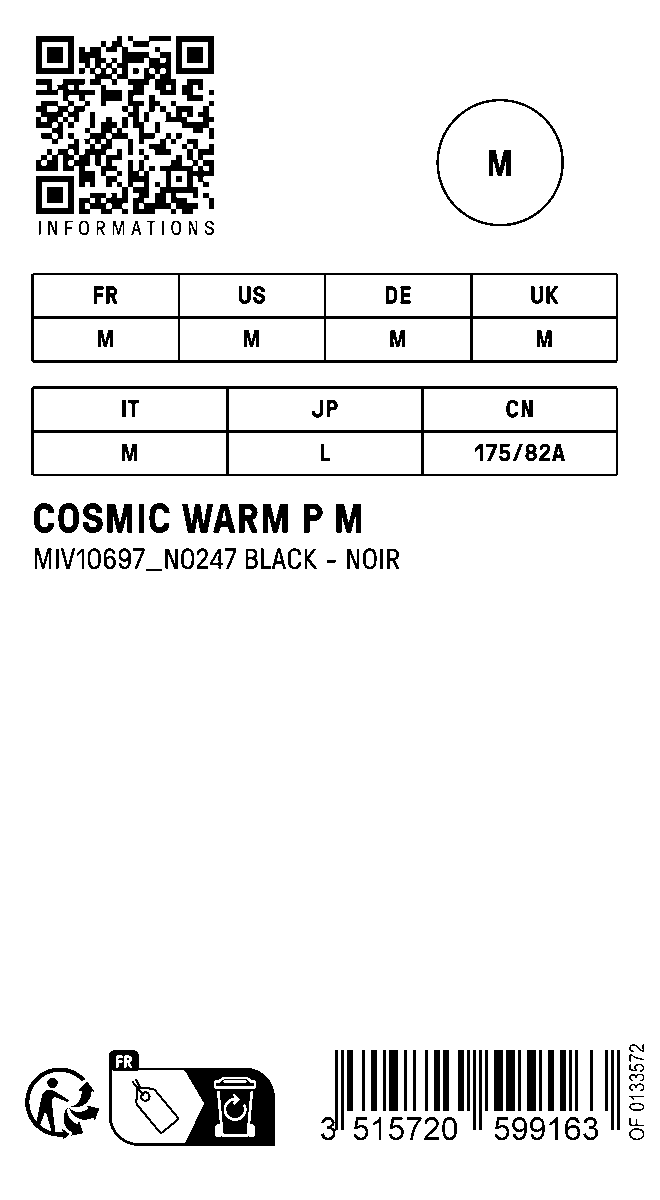 INFORMATIONS
M
FR US DE UK
M M M M
IT JP CN
M L 175/82A
COSMIC WARM P M
MIV10697_N0247 BLACK - NOIR
FR
3 515720 599163
OF 0133572